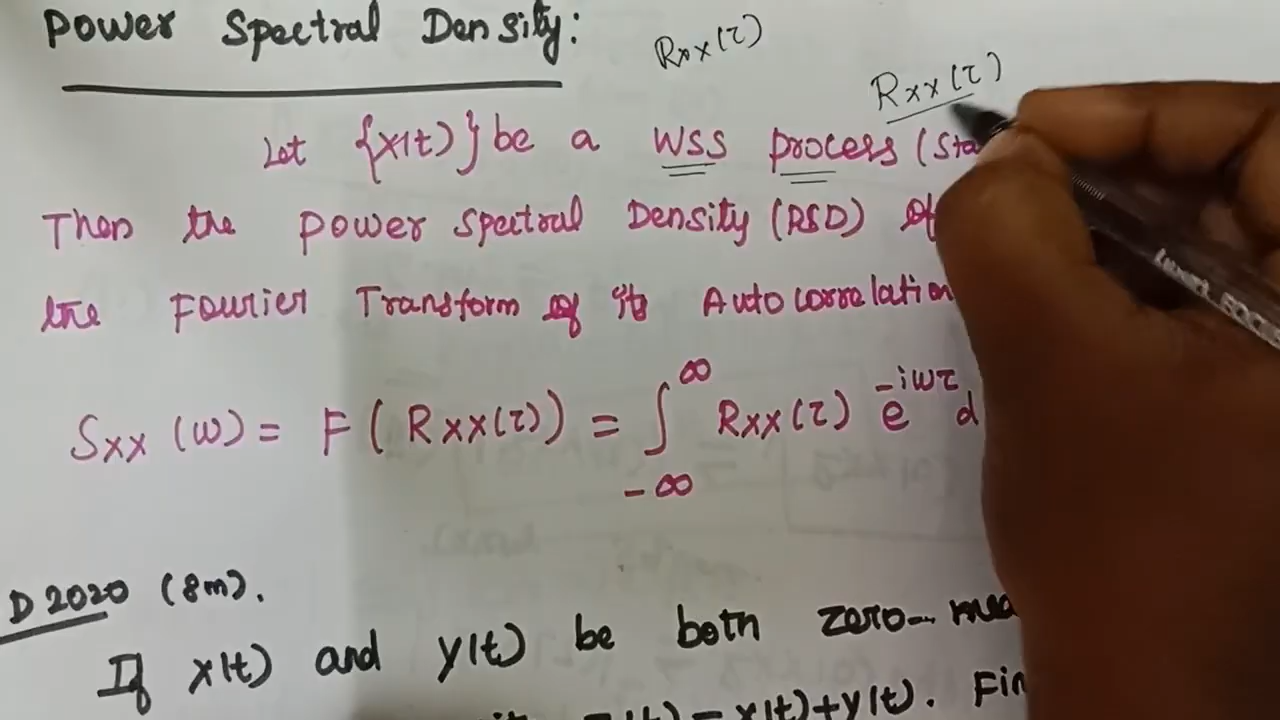 Power Spectral Density:
Rxx(τ)
Rxx(τ)
Let {X(t)} be a WSS process (Sta
Then the power spectral Density (PSD) of
the Fourier Transform of its Autocorrelation
Sxx (ω) = F( Rxx(τ)) = ∫_{-∞}^{∞} Rxx(τ) e^{-iωτ} d
D 2020 (8m).
If X(t) and Y(t) be both zero-mea
X(t)+Y(t). Fin